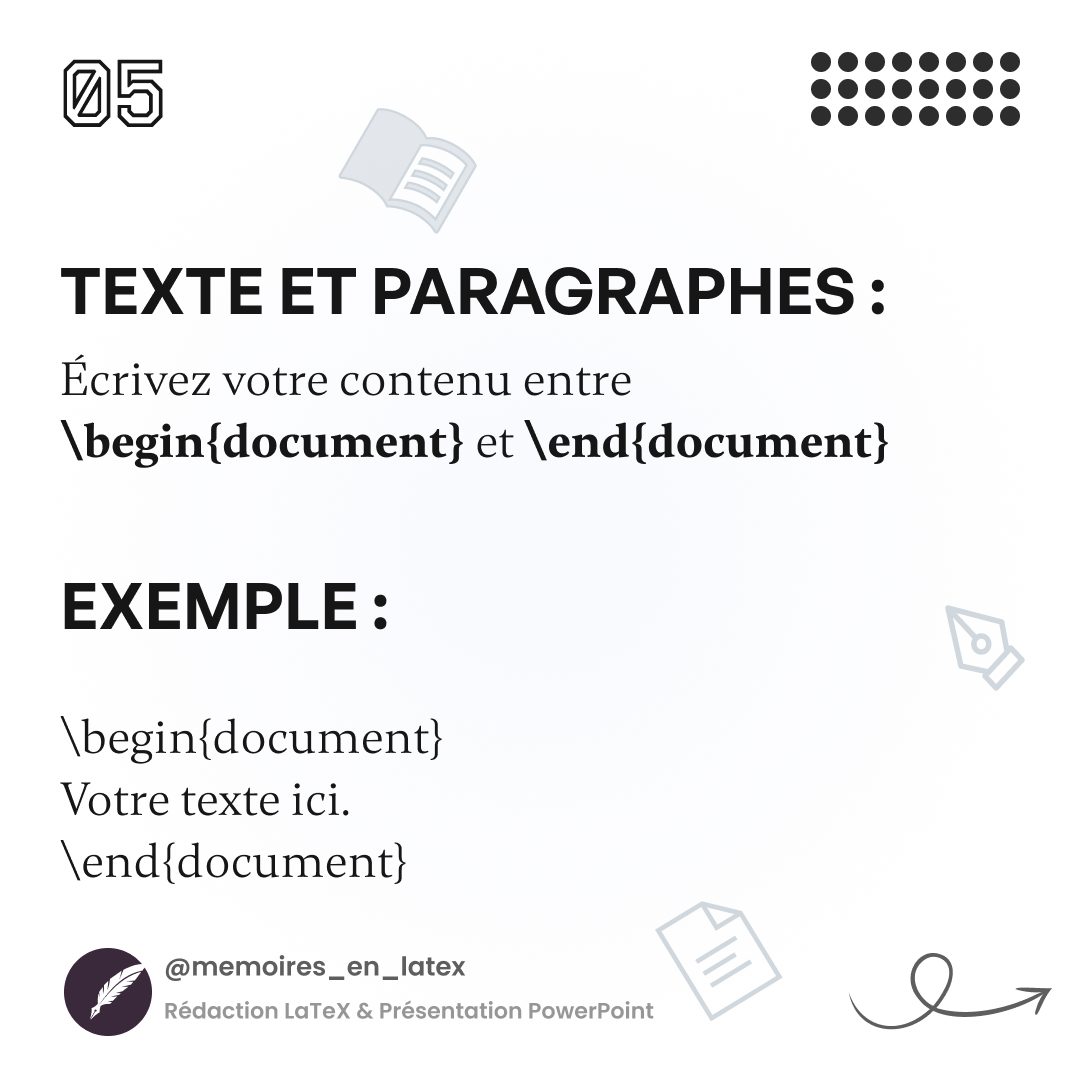 05
TEXTE ET PARAGRAPHES :
Écrivez votre contenu entre
\begin{document} et \end{document}
EXEMPLE :
\begin{document}
Votre texte ici.
\end{document}
@memoires_en_latex
Rédaction LaTeX & Présentation PowerPoint